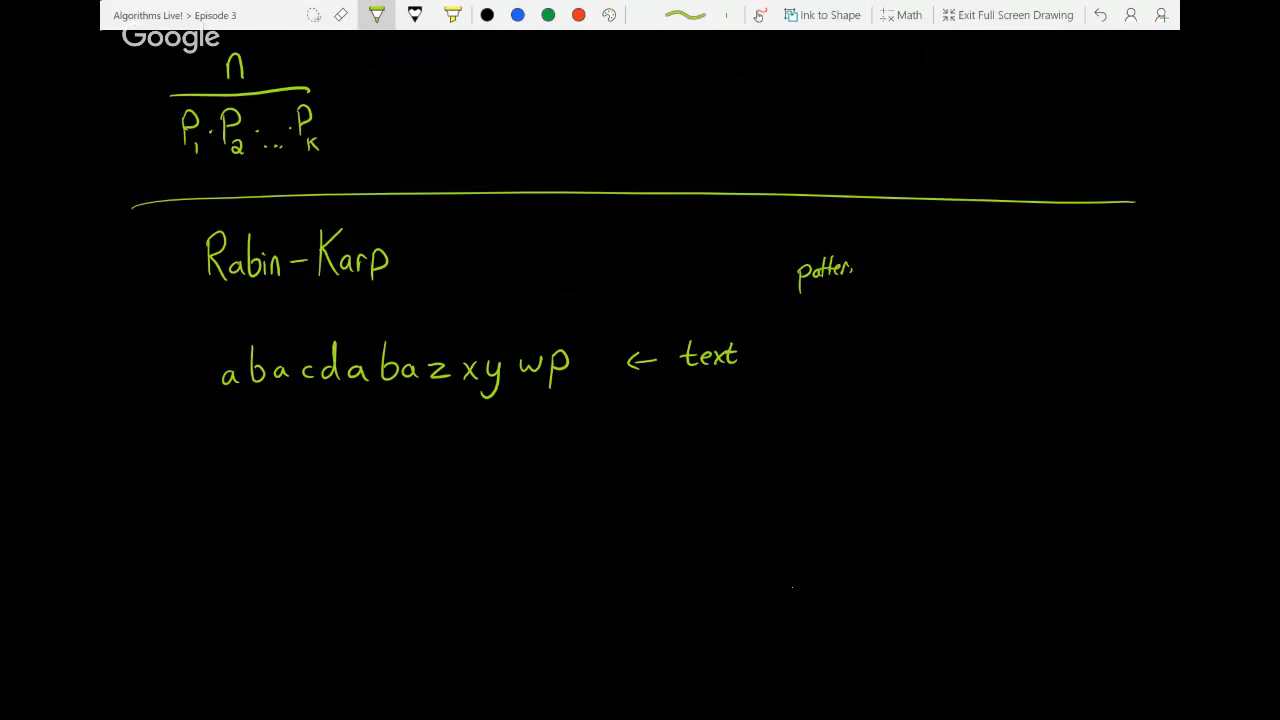 Algorithms Live! > Episode 3
Ink to Shape
Math
Exit Full Screen Drawing
Google
n
P1 · P2 · ... · Pk
Rabin-Karp
patter
abacdabazxywp ← text